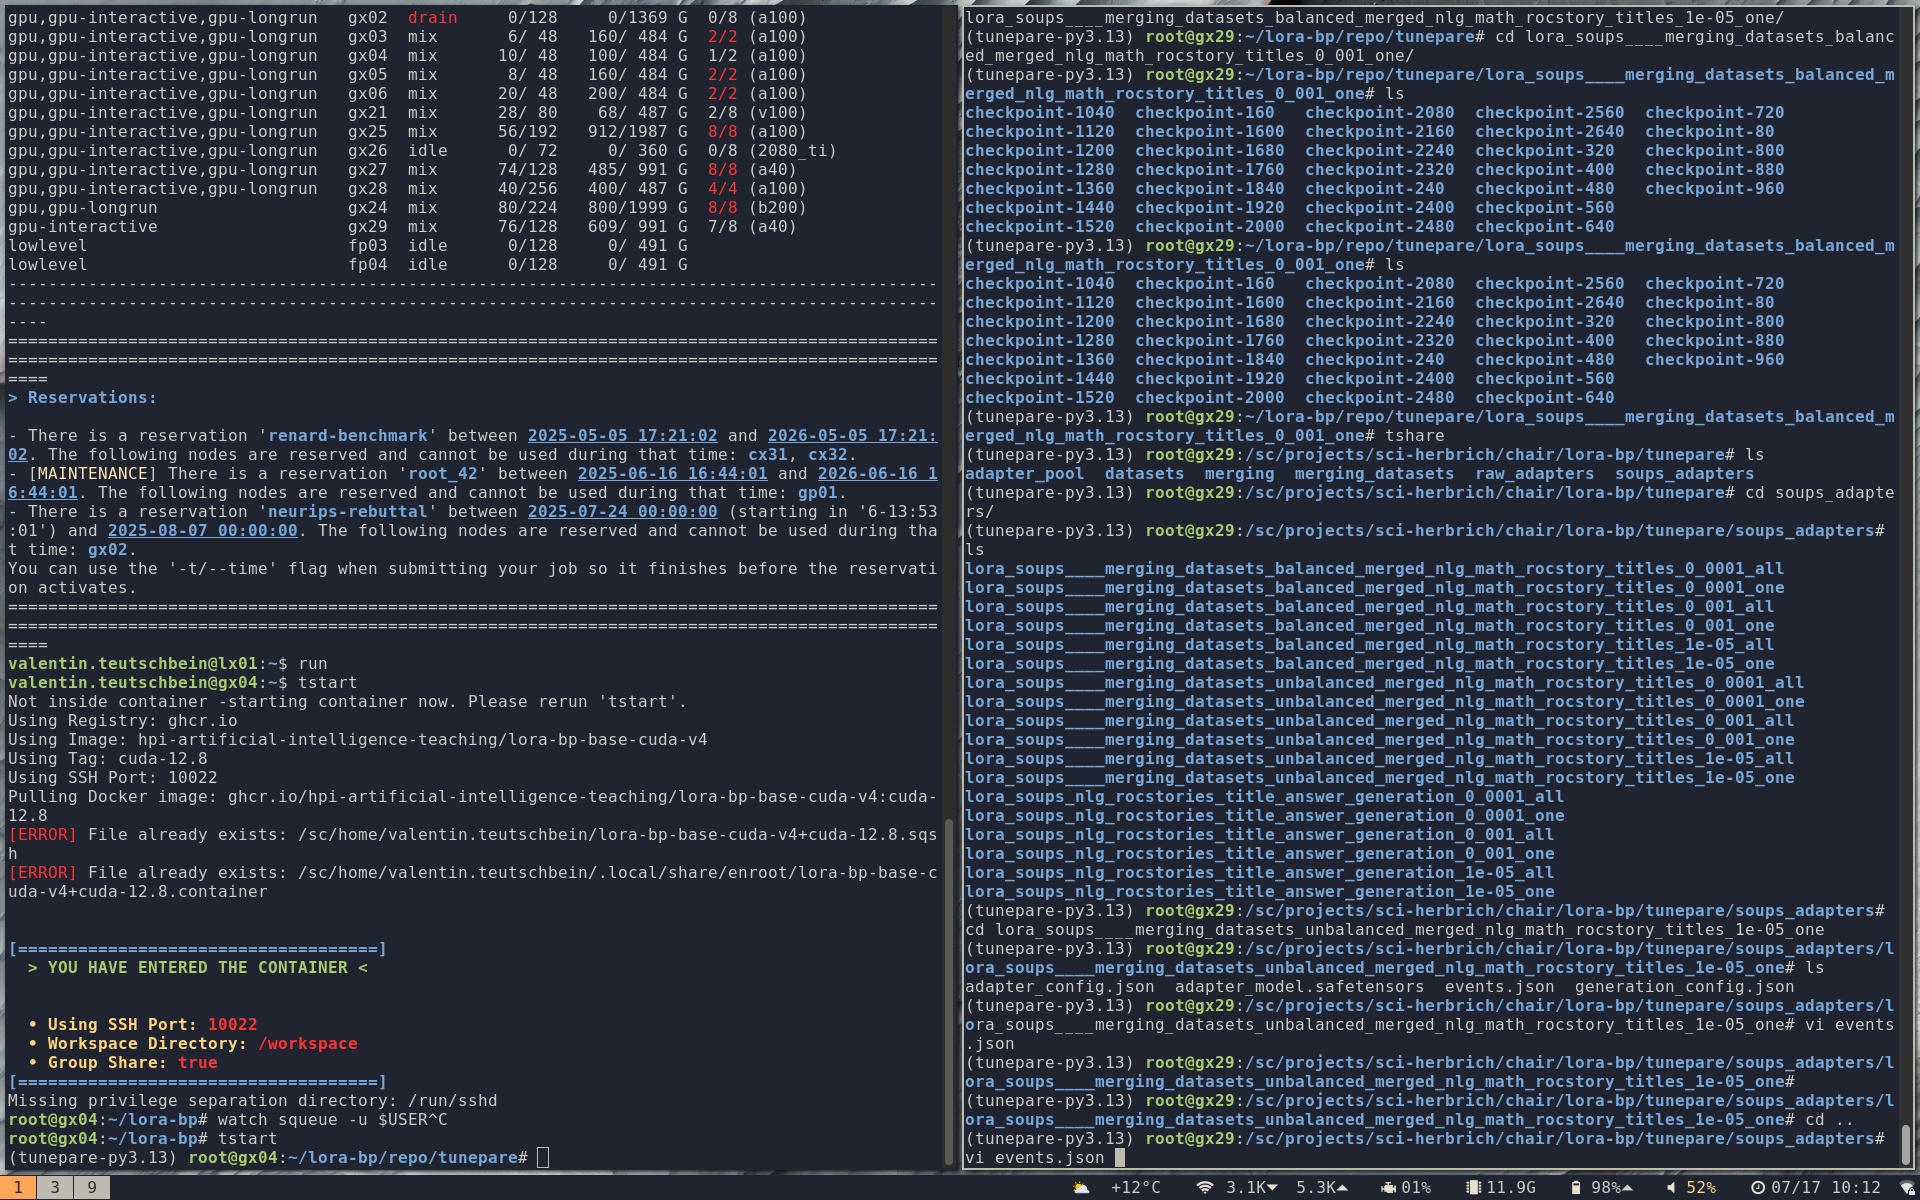 gpu,gpu-interactive,gpu-longrun   gx02  drain     0/128     0/1369 G  0/8 (a100)
gpu,gpu-interactive,gpu-longrun   gx03  mix       6/ 48   160/ 484 G  2/2 (a100)
gpu,gpu-interactive,gpu-longrun   gx04  mix      10/ 48   100/ 484 G  1/2 (a100)
gpu,gpu-interactive,gpu-longrun   gx05  mix       8/ 48   160/ 484 G  2/2 (a100)
gpu,gpu-interactive,gpu-longrun   gx06  mix      20/ 48   200/ 484 G  2/2 (a100)
gpu,gpu-interactive,gpu-longrun   gx21  mix      28/ 80    68/ 487 G  2/8 (v100)
gpu,gpu-interactive,gpu-longrun   gx25  mix      56/192   912/1987 G  8/8 (a100)
gpu,gpu-interactive,gpu-longrun   gx26  idle      0/ 72     0/ 360 G  0/8 (2080_ti)
gpu,gpu-interactive,gpu-longrun   gx27  mix      74/128   485/ 991 G  8/8 (a40)
gpu,gpu-interactive,gpu-longrun   gx28  mix      40/256   400/ 487 G  4/4 (a100)
gpu,gpu-longrun                   gx24  mix      80/224   800/1999 G  8/8 (b200)
gpu-interactive                   gx29  mix      76/128   609/ 991 G  7/8 (a40)
lowlevel                          fp03  idle      0/128     0/ 491 G
lowlevel                          fp04  idle      0/128     0/ 491 G
---------------------------------------------------------------------------------------------
---------------------------------------------------------------------------------------------
----
=============================================================================================
=============================================================================================
====
> Reservations:
- There is a reservation 'renard-benchmark' between 2025-05-05 17:21:02 and 2026-05-05 17:21:
02. The following nodes are reserved and cannot be used during that time: cx31, cx32.
- [MAINTENANCE] There is a reservation 'root_42' between 2025-06-16 16:44:01 and 2026-06-16 1
6:44:01. The following nodes are reserved and cannot be used during that time: gp01.
- There is a reservation 'neurips-rebuttal' between 2025-07-24 00:00:00 (starting in '6-13:53
:01') and 2025-08-07 00:00:00. The following nodes are reserved and cannot be used during tha
t time: gx02.
You can use the '-t/--time' flag when submitting your job so it finishes before the reservati
on activates.
=============================================================================================
=============================================================================================
====
valentin.teutschbein@lx01:~$ run
valentin.teutschbein@gx04:~$ tstart
Not inside container -starting container now. Please rerun 'tstart'.
Using Registry: ghcr.io
Using Image: hpi-artificial-intelligence-teaching/lora-bp-base-cuda-v4
Using Tag: cuda-12.8
Using SSH Port: 10022
Pulling Docker image: ghcr.io/hpi-artificial-intelligence-teaching/lora-bp-base-cuda-v4:cuda-
12.8
[ERROR] File already exists: /sc/home/valentin.teutschbein/lora-bp-base-cuda-v4+cuda-12.8.sqs
h
[ERROR] File already exists: /sc/home/valentin.teutschbein/.local/share/enroot/lora-bp-base-c
uda-v4+cuda-12.8.container
[====================================]
> YOU HAVE ENTERED THE CONTAINER <
• Using SSH Port: 10022
• Workspace Directory: /workspace
• Group Share: true
[====================================]
Missing privilege separation directory: /run/sshd
root@gx04:~/lora-bp# watch squeue -u $USER^C
root@gx04:~/lora-bp# tstart
(tunepare-py3.13) root@gx04:~/lora-bp/repo/tunepare#
lora_soups____merging_datasets_balanced_merged_nlg_math_rocstory_titles_1e-05_one/
(tunepare-py3.13) root@gx29:~/lora-bp/repo/tunepare# cd lora_soups____merging_datasets_balanc
ed_merged_nlg_math_rocstory_titles_0_001_one/
(tunepare-py3.13) root@gx29:~/lora-bp/repo/tunepare/lora_soups____merging_datasets_balanced_m
erged_nlg_math_rocstory_titles_0_001_one# ls
checkpoint-1040  checkpoint-160   checkpoint-2080  checkpoint-2560  checkpoint-720
checkpoint-1120  checkpoint-1600  checkpoint-2160  checkpoint-2640  checkpoint-80
checkpoint-1200  checkpoint-1680  checkpoint-2240  checkpoint-320   checkpoint-800
checkpoint-1280  checkpoint-1760  checkpoint-2320  checkpoint-400   checkpoint-880
checkpoint-1360  checkpoint-1840  checkpoint-240   checkpoint-480   checkpoint-960
checkpoint-1440  checkpoint-1920  checkpoint-2400  checkpoint-560
checkpoint-1520  checkpoint-2000  checkpoint-2480  checkpoint-640
(tunepare-py3.13) root@gx29:~/lora-bp/repo/tunepare/lora_soups____merging_datasets_balanced_m
erged_nlg_math_rocstory_titles_0_001_one# ls
checkpoint-1040  checkpoint-160   checkpoint-2080  checkpoint-2560  checkpoint-720
checkpoint-1120  checkpoint-1600  checkpoint-2160  checkpoint-2640  checkpoint-80
checkpoint-1200  checkpoint-1680  checkpoint-2240  checkpoint-320   checkpoint-800
checkpoint-1280  checkpoint-1760  checkpoint-2320  checkpoint-400   checkpoint-880
checkpoint-1360  checkpoint-1840  checkpoint-240   checkpoint-480   checkpoint-960
checkpoint-1440  checkpoint-1920  checkpoint-2400  checkpoint-560
checkpoint-1520  checkpoint-2000  checkpoint-2480  checkpoint-640
(tunepare-py3.13) root@gx29:~/lora-bp/repo/tunepare/lora_soups____merging_datasets_balanced_m
erged_nlg_math_rocstory_titles_0_001_one# tshare
(tunepare-py3.13) root@gx29:/sc/projects/sci-herbrich/chair/lora-bp/tunepare# ls
adapter_pool  datasets  merging  merging_datasets  raw_adapters  soups_adapters
(tunepare-py3.13) root@gx29:/sc/projects/sci-herbrich/chair/lora-bp/tunepare# cd soups_adapte
rs/
(tunepare-py3.13) root@gx29:/sc/projects/sci-herbrich/chair/lora-bp/tunepare/soups_adapters#
ls
lora_soups____merging_datasets_balanced_merged_nlg_math_rocstory_titles_0_0001_all
lora_soups____merging_datasets_balanced_merged_nlg_math_rocstory_titles_0_0001_one
lora_soups____merging_datasets_balanced_merged_nlg_math_rocstory_titles_0_001_all
lora_soups____merging_datasets_balanced_merged_nlg_math_rocstory_titles_0_001_one
lora_soups____merging_datasets_balanced_merged_nlg_math_rocstory_titles_1e-05_all
lora_soups____merging_datasets_balanced_merged_nlg_math_rocstory_titles_1e-05_one
lora_soups____merging_datasets_unbalanced_merged_nlg_math_rocstory_titles_0_0001_all
lora_soups____merging_datasets_unbalanced_merged_nlg_math_rocstory_titles_0_0001_one
lora_soups____merging_datasets_unbalanced_merged_nlg_math_rocstory_titles_0_001_all
lora_soups____merging_datasets_unbalanced_merged_nlg_math_rocstory_titles_0_001_one
lora_soups____merging_datasets_unbalanced_merged_nlg_math_rocstory_titles_1e-05_all
lora_soups____merging_datasets_unbalanced_merged_nlg_math_rocstory_titles_1e-05_one
lora_soups_nlg_rocstories_title_answer_generation_0_0001_all
lora_soups_nlg_rocstories_title_answer_generation_0_0001_one
lora_soups_nlg_rocstories_title_answer_generation_0_001_all
lora_soups_nlg_rocstories_title_answer_generation_0_001_one
lora_soups_nlg_rocstories_title_answer_generation_1e-05_all
lora_soups_nlg_rocstories_title_answer_generation_1e-05_one
(tunepare-py3.13) root@gx29:/sc/projects/sci-herbrich/chair/lora-bp/tunepare/soups_adapters#
cd lora_soups____merging_datasets_unbalanced_merged_nlg_math_rocstory_titles_1e-05_one
(tunepare-py3.13) root@gx29:/sc/projects/sci-herbrich/chair/lora-bp/tunepare/soups_adapters/l
ora_soups____merging_datasets_unbalanced_merged_nlg_math_rocstory_titles_1e-05_one# ls
adapter_config.json  adapter_model.safetensors  events.json  generation_config.json
(tunepare-py3.13) root@gx29:/sc/projects/sci-herbrich/chair/lora-bp/tunepare/soups_adapters/l
ora_soups____merging_datasets_unbalanced_merged_nlg_math_rocstory_titles_1e-05_one# vi events
.json
(tunepare-py3.13) root@gx29:/sc/projects/sci-herbrich/chair/lora-bp/tunepare/soups_adapters/l
ora_soups____merging_datasets_unbalanced_merged_nlg_math_rocstory_titles_1e-05_one#
(tunepare-py3.13) root@gx29:/sc/projects/sci-herbrich/chair/lora-bp/tunepare/soups_adapters/l
ora_soups____merging_datasets_unbalanced_merged_nlg_math_rocstory_titles_1e-05_one# cd ..
(tunepare-py3.13) root@gx29:/sc/projects/sci-herbrich/chair/lora-bp/tunepare/soups_adapters#
vi events.json
1 3 9 +12°C 3.1K 5.3K 01% 11.9G 98% 52% 07/17 10:12